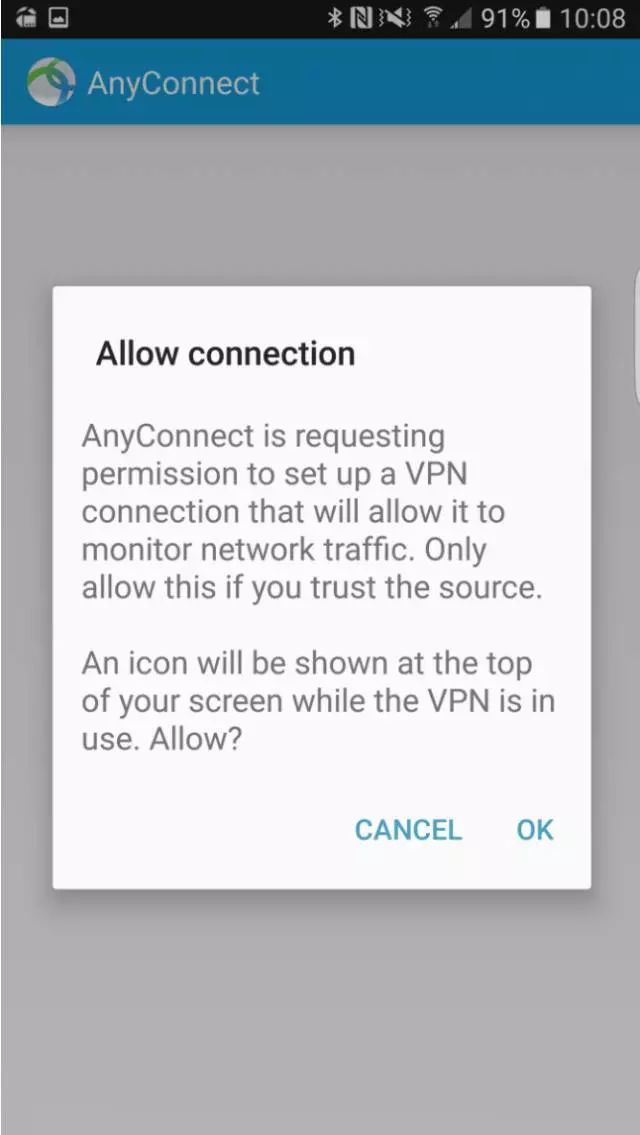 91% 10:08
AnyConnect
Allow connection
AnyConnect is requesting
permission to set up a VPN
connection that will allow it to
monitor network traffic. Only
allow this if you trust the source.
An icon will be shown at the top
of your screen while the VPN is in
use. Allow?
CANCEL OK